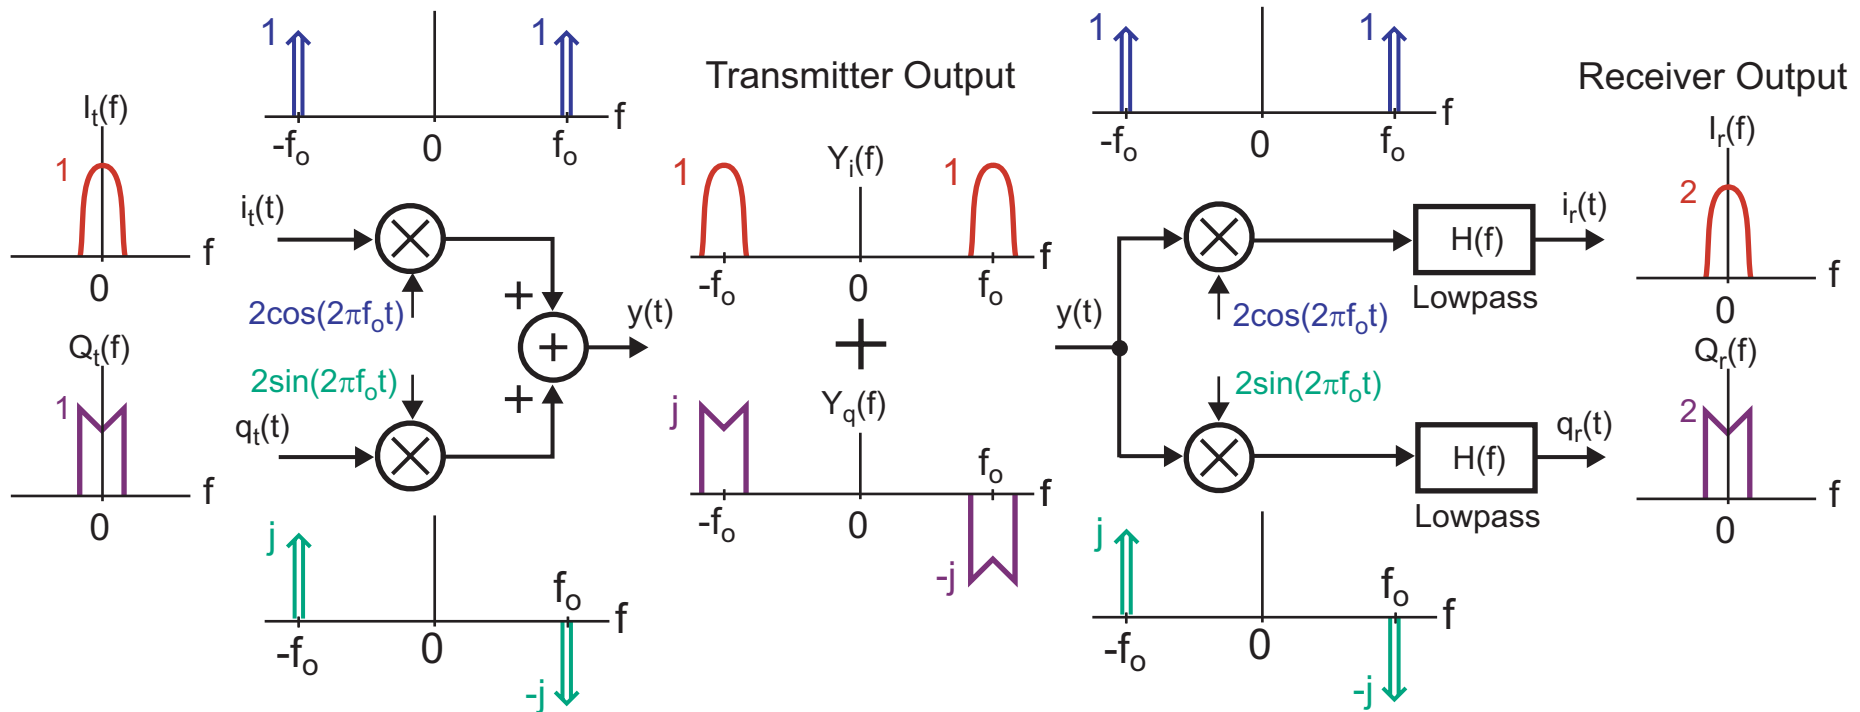 1 1
-fₒ 0 fₒ f
Transmitter Output
1 1
-fₒ 0 fₒ f
Receiver Output
Iₜ(f)
1
0 f
iₜ(t)
2cos(2πfₒt)
+
Yᵢ(f)
1 1
-fₒ 0 fₒ f
2cos(2πfₒt)
H(f)
Lowpass
iᵣ(t)
Iᵣ(f)
2
0 f
+
y(t)
+
y(t)
Qₜ(f)
1
0 f
2sin(2πfₒt)
qₜ(t)
+
Y_q(f)
j
-fₒ 0 fₒ f
-j
2sin(2πfₒt)
H(f)
Lowpass
qᵣ(t)
Qᵣ(f)
2
0 f
j
-fₒ 0 fₒ f
-j
j
-fₒ 0 fₒ f
-j